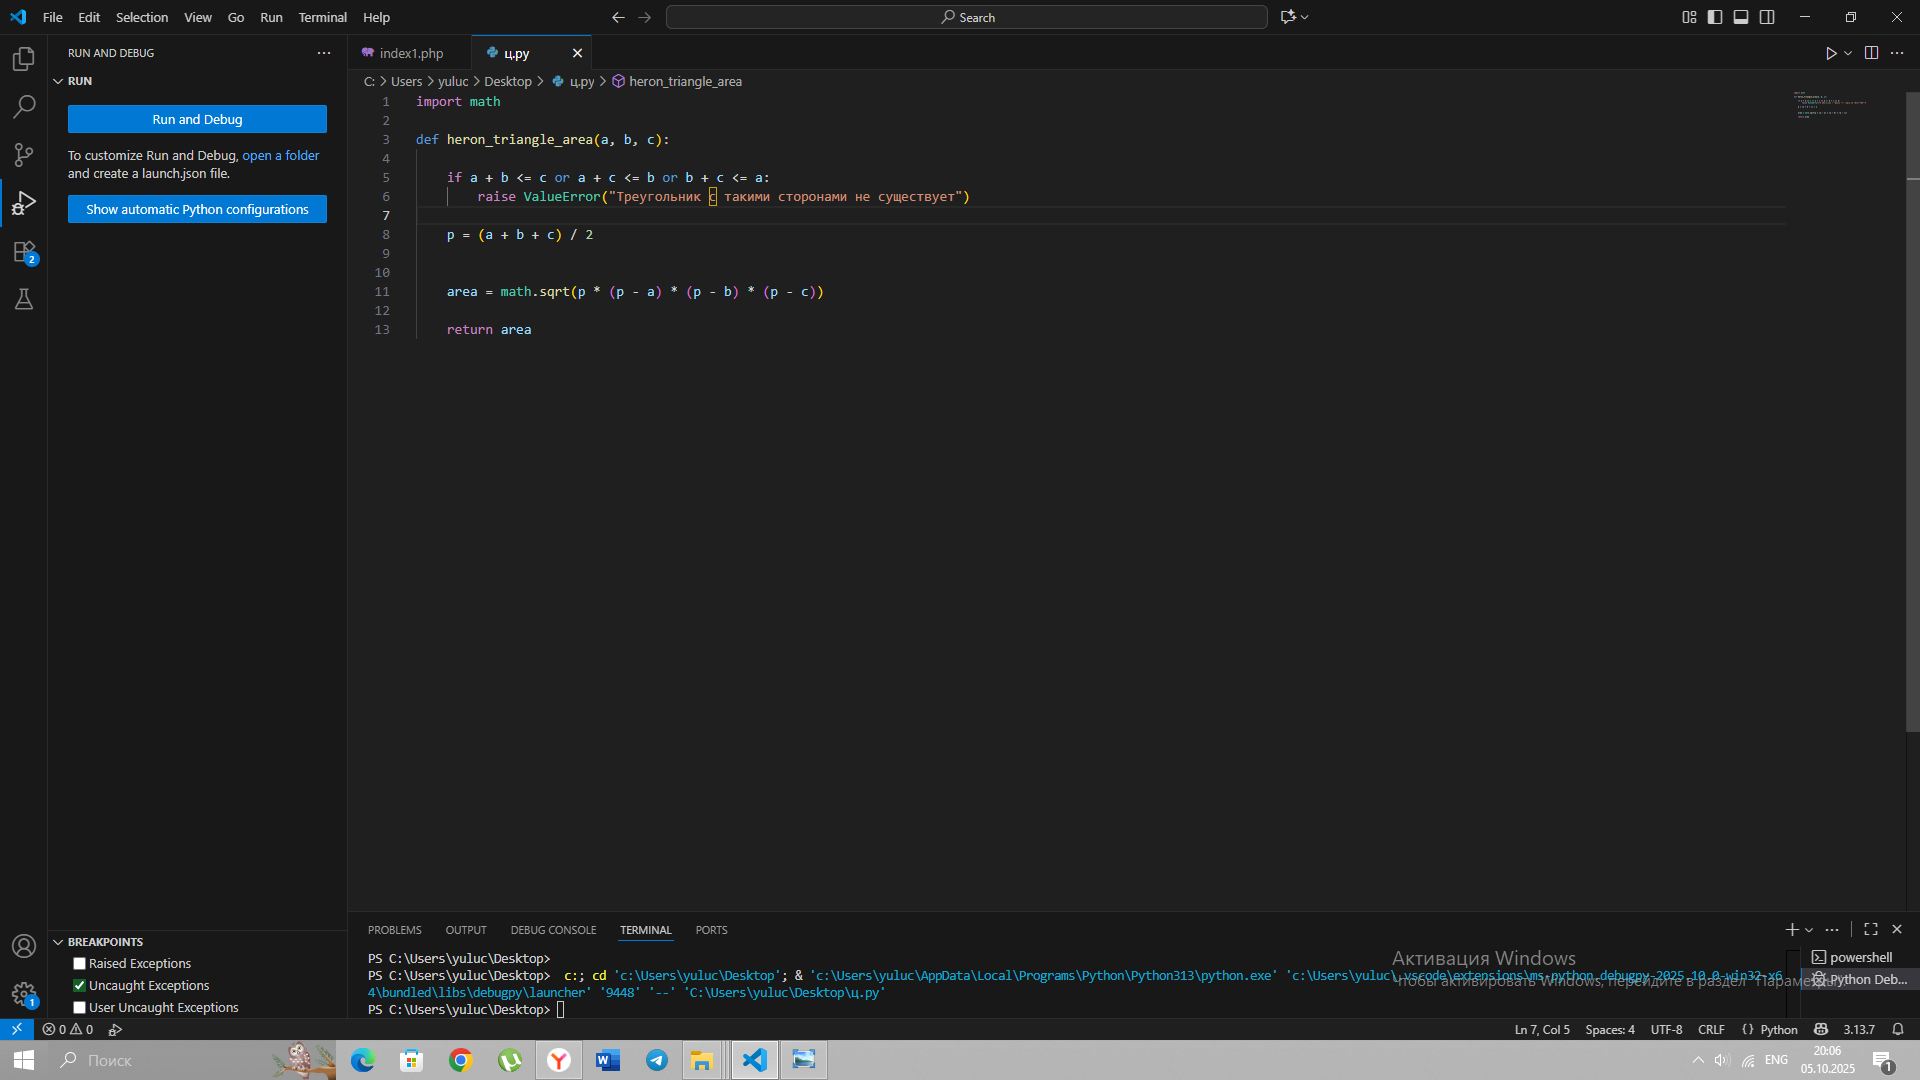 File Edit Selection View Go Run Terminal Help
Search
RUN AND DEBUG
RUN
Run and Debug
To customize Run and Debug, open a folder
and create a launch.json file.
Show automatic Python configurations
index1.php
ц.py
C: > Users > yuluc > Desktop > ц.py > heron_triangle_area
1 import math
2
3 def heron_triangle_area(a, b, c):
4
5 if a + b <= c or a + c <= b or b + c <= a:
6 raise ValueError("Треугольник с такими сторонами не существует")
7
8 p = (a + b + c) / 2
9
10
11 area = math.sqrt(p * (p - a) * (p - b) * (p - c))
12
13 return area
2
1
BREAKPOINTS
Raised Exceptions
Uncaught Exceptions
User Uncaught Exceptions
PROBLEMS OUTPUT DEBUG CONSOLE TERMINAL PORTS
PS C:\Users\yuluc\Desktop>
PS C:\Users\yuluc\Desktop> c:; cd 'c:\Users\yuluc\Desktop'; & 'c:\Users\yuluc\AppData\Local\Programs\Python\Python313\python.exe' 'c:\Users\yuluc\.vscode\extensions\ms-python.debugpy-2025.10.0-win32-x6
4\bundled\libs\debugpy\launcher' '9448' '--' 'C:\Users\yuluc\Desktop\ц.py'
PS C:\Users\yuluc\Desktop>
powershell
Python Deb...
Активация Windows
Чтобы активировать Windows, перейдите в раздел "Параметры".
0 0
Ln 7, Col 5 Spaces: 4 UTF-8 CRLF {} Python 3.13.7
Поиск
ENG
20:06
05.10.2025
1